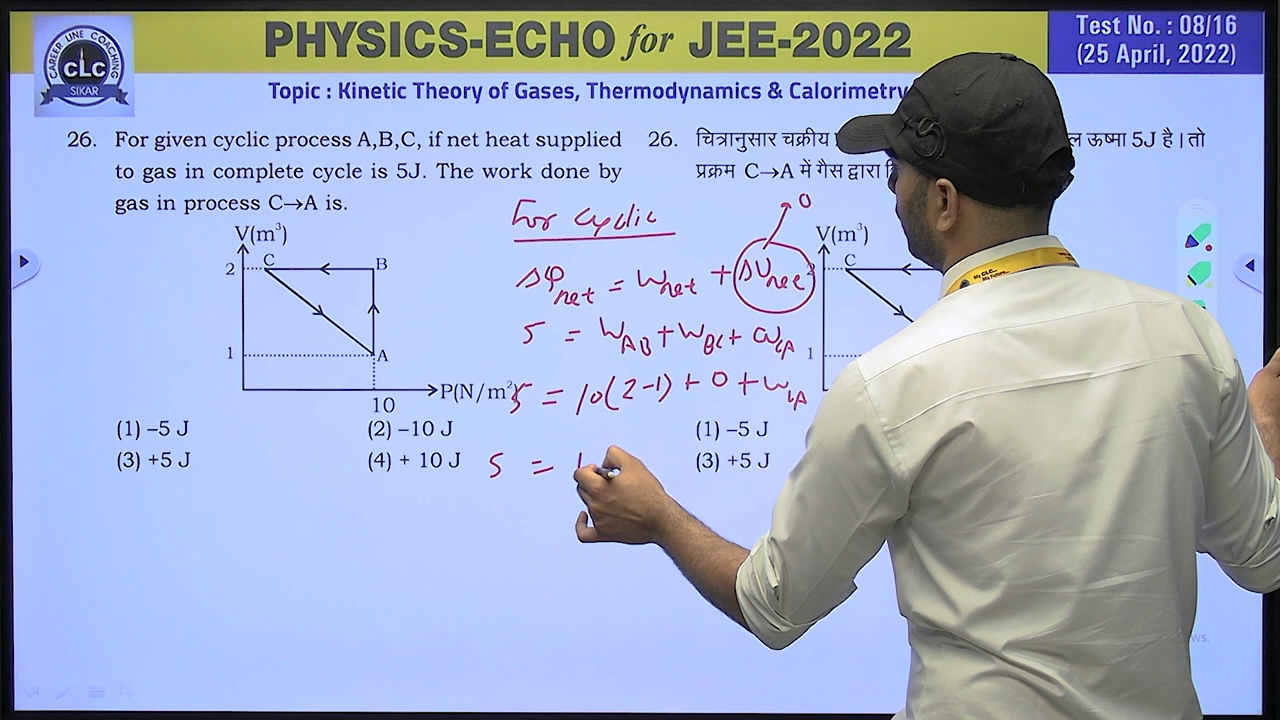 CAREER LINE COACHING
CLC
SIKAR
PHYSICS-ECHO for JEE-2022
Test No. : 08/16
(25 April, 2022)
Topic : Kinetic Theory of Gases, Thermodynamics & Calorimetry
26. For given cyclic process A,B,C, if net heat supplied
to gas in complete cycle is 5J. The work done by
gas in process C→A is.
V(m³)
2
C
B
1
A
10
P(N/m²)
(1) –5 J
(2) –10 J
(3) +5 J
(4) + 10 J
For Cyclic
ΔQnet = Wnet + ΔUnet
0
5 = WAB + WBC + WCA
5 = 10(2-1) + 0 + WCA
5 = 1
26. चित्रानुसार चक्रीय
ऊष्मा 5J है। तो
प्रक्रम C→A में गैस द्वारा
V(m³)
2
C
1
(1) –5 J
(3) +5 J
My CLC...